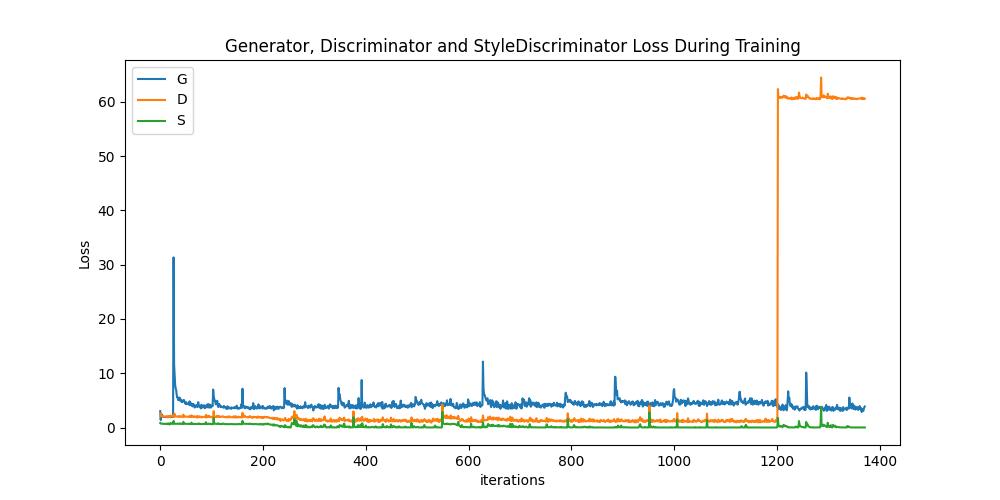 Generator, Discriminator and StyleDiscriminator Loss During Training
G
D
S
60
50
40
30
20
10
0
Loss
0 200 400 600 800 1000 1200 1400
iterations